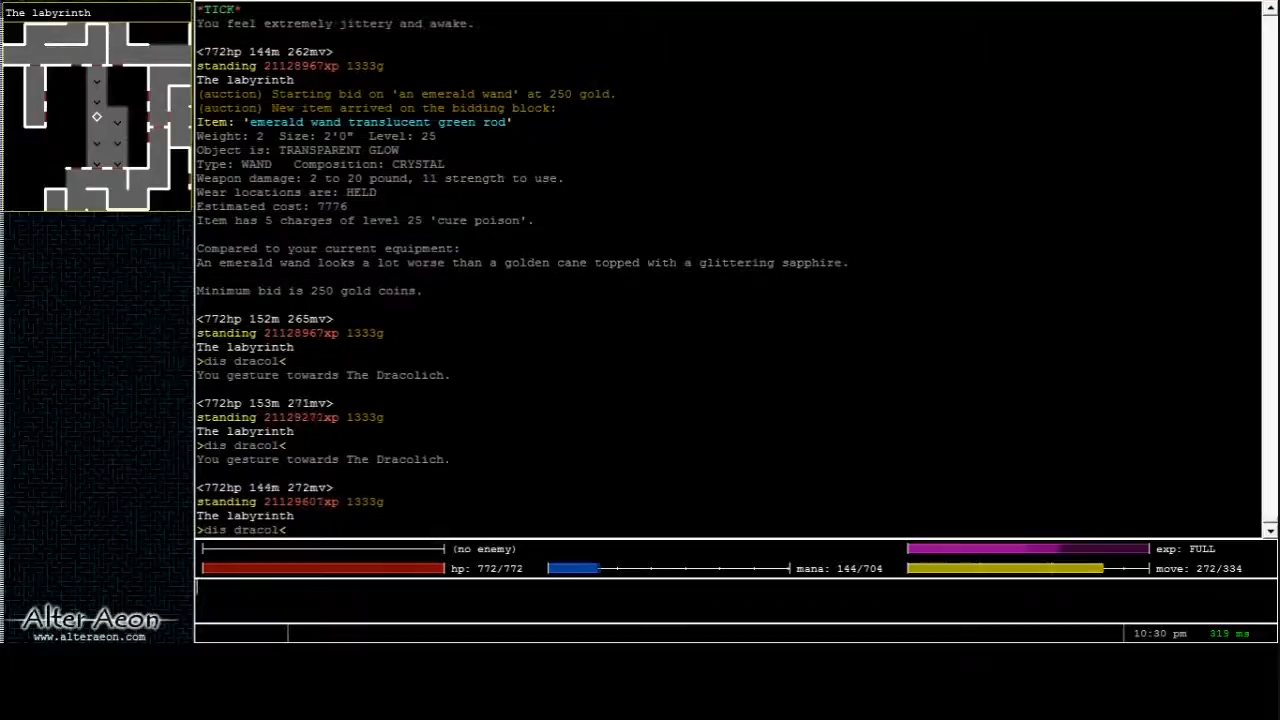 The labyrinth
*TICK*
You feel extremely jittery and awake.
<772hp 144m 262mv>
standing 21128967xp 1333g
The labyrinth
(auction) Starting bid on 'an emerald wand' at 250 gold.
(auction) New item arrived on the bidding block:
Item: 'emerald wand translucent green rod'
Weight: 2  Size: 2'0"  Level: 25
Object is: TRANSPARENT GLOW
Type: WAND   Composition: CRYSTAL
Weapon damage: 2 to 20 pound, 11 strength to use.
Wear locations are: HELD
Estimated cost: 7776
Item has 5 charges of level 25 'cure poison'.
Compared to your current equipment:
An emerald wand looks a lot worse than a golden cane topped with a glittering sapphire.
Minimum bid is 250 gold coins.
<772hp 152m 265mv>
standing 21128967xp 1333g
The labyrinth
>dis dracol<
You gesture towards The Dracolich.
<772hp 153m 271mv>
standing 21129271xp 1333g
The labyrinth
>dis dracol<
You gesture towards The Dracolich.
<772hp 144m 272mv>
standing 21129607xp 1333g
The labyrinth
>dis dracol<
(no enemy)
exp: FULL
hp: 772/772
mana: 144/704
move: 272/334
Alter Aeon
www.alteraeon.com
10:30 pm
319 ms